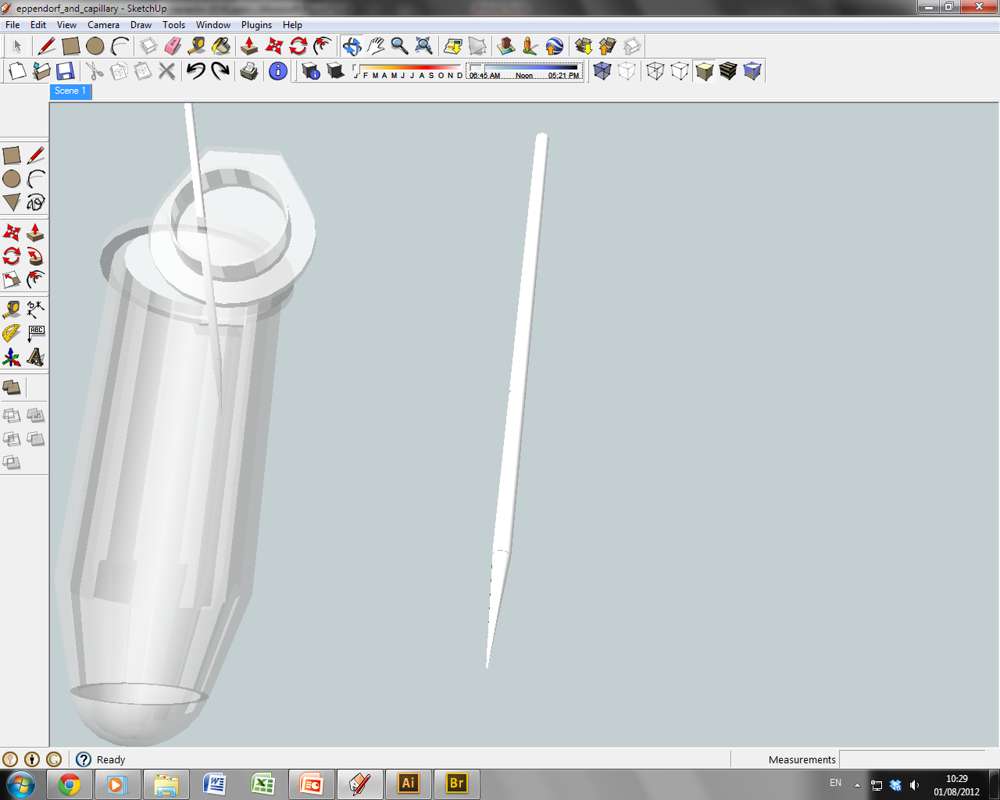 eppendorf_and_capillary - SketchUp
File Edit View Camera Draw Tools Window Plugins Help
J F M A M J J A S O N D
06:45 AM Noon 05:21 PM
Scene 1
ABC
Ready
Measurements
Ai
Br
EN
10:29
01/08/2012